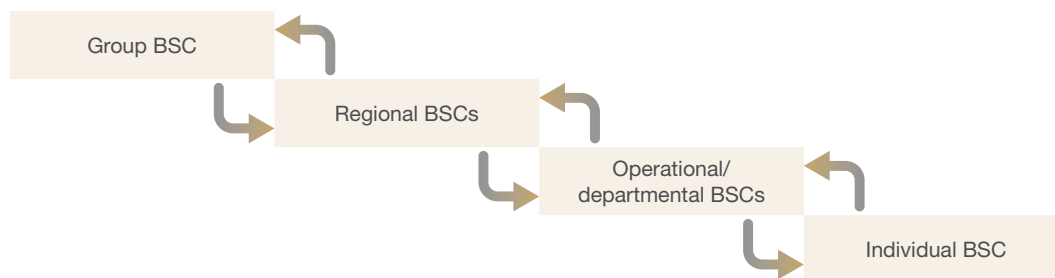 Group BSC
Regional BSCs
Operational/
departmental BSCs
Individual BSC